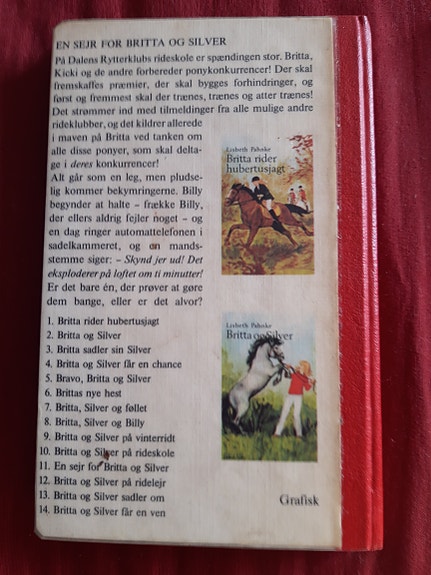 EN SEJR FOR BRITTA OG SILVER
På Dalens Rytterklubs rideskole er spændingen stor. Britta,
Kicki og de andre forbereder ponykonkurrencer! Der skal
fremskaffes præmier, der skal bygges forhindringer, og
først og fremmest skal der trænes, trænes og atter trænes!
Det strømmer ind med tilmeldinger fra alle mulige andre
rideklubber, og det kildrer allerede
i maven på Britta ved tanken om
alle disse ponyer, som skal delta-
ge i deres konkurrencer!
Alt går som en leg, men pludse-
lig kommer bekymringerne. Billy
begynder at halte – frække Billy,
der ellers aldrig fejler noget – og
en dag ringer automattelefonen i
sadelkammeret, og en mands-
stemme siger: – Skynd jer ud! Det
eksploderer på loftet om ti minutter!
Er det bare én, der prøver at gøre
dem bange, eller er det alvor?
Lisbeth Pahnke
Britta rider
hubertusjagt
Lisbeth Pahnke
Britta og Silver
1. Britta rider hubertusjagt
2. Britta og Silver
3. Britta sadler sin Silver
4. Britta og Silver får en chance
5. Bravo, Britta og Silver
6. Brittas nye hest
7. Britta, Silver og føllet
8. Britta, Silver og Billy
9. Britta og Silver på vinterridt
10. Britta og Silver på rideskole
11. En sejr for Britta og Silver
12. Britta og Silver på ridelejr
13. Britta og Silver sadler om
14. Britta og Silver får en ven
Grafisk